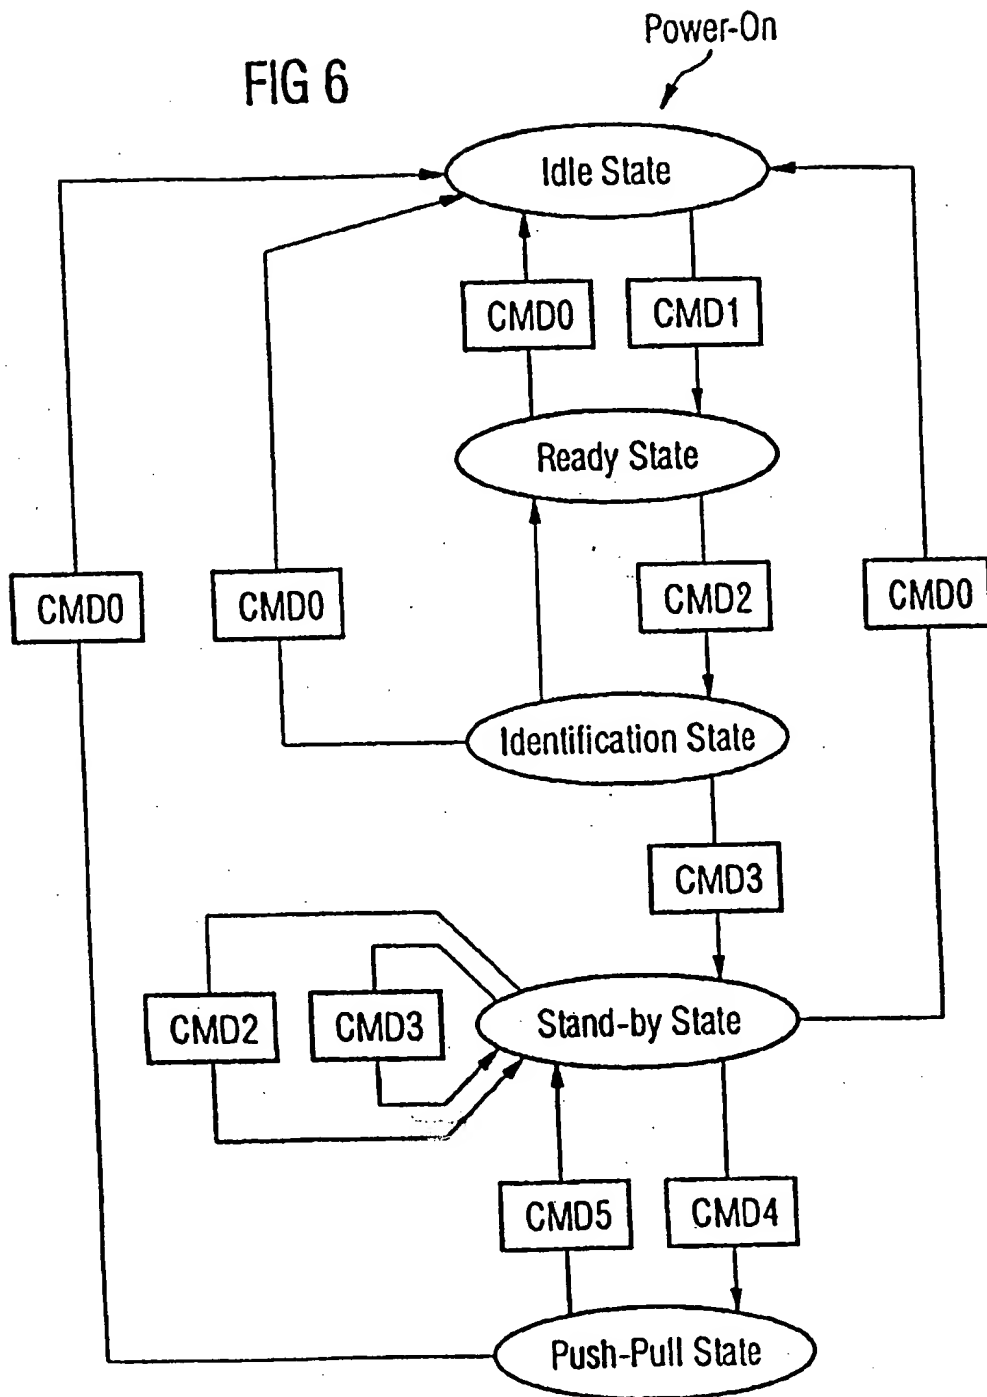 Power-On
FIG 6
Idle State
CMD0
CMD1
Ready State
CMD0
CMD0
CMD2
CMD0
Identification State
CMD3
CMD2
CMD3
Stand-by State
CMD5
CMD4
Push-Pull State